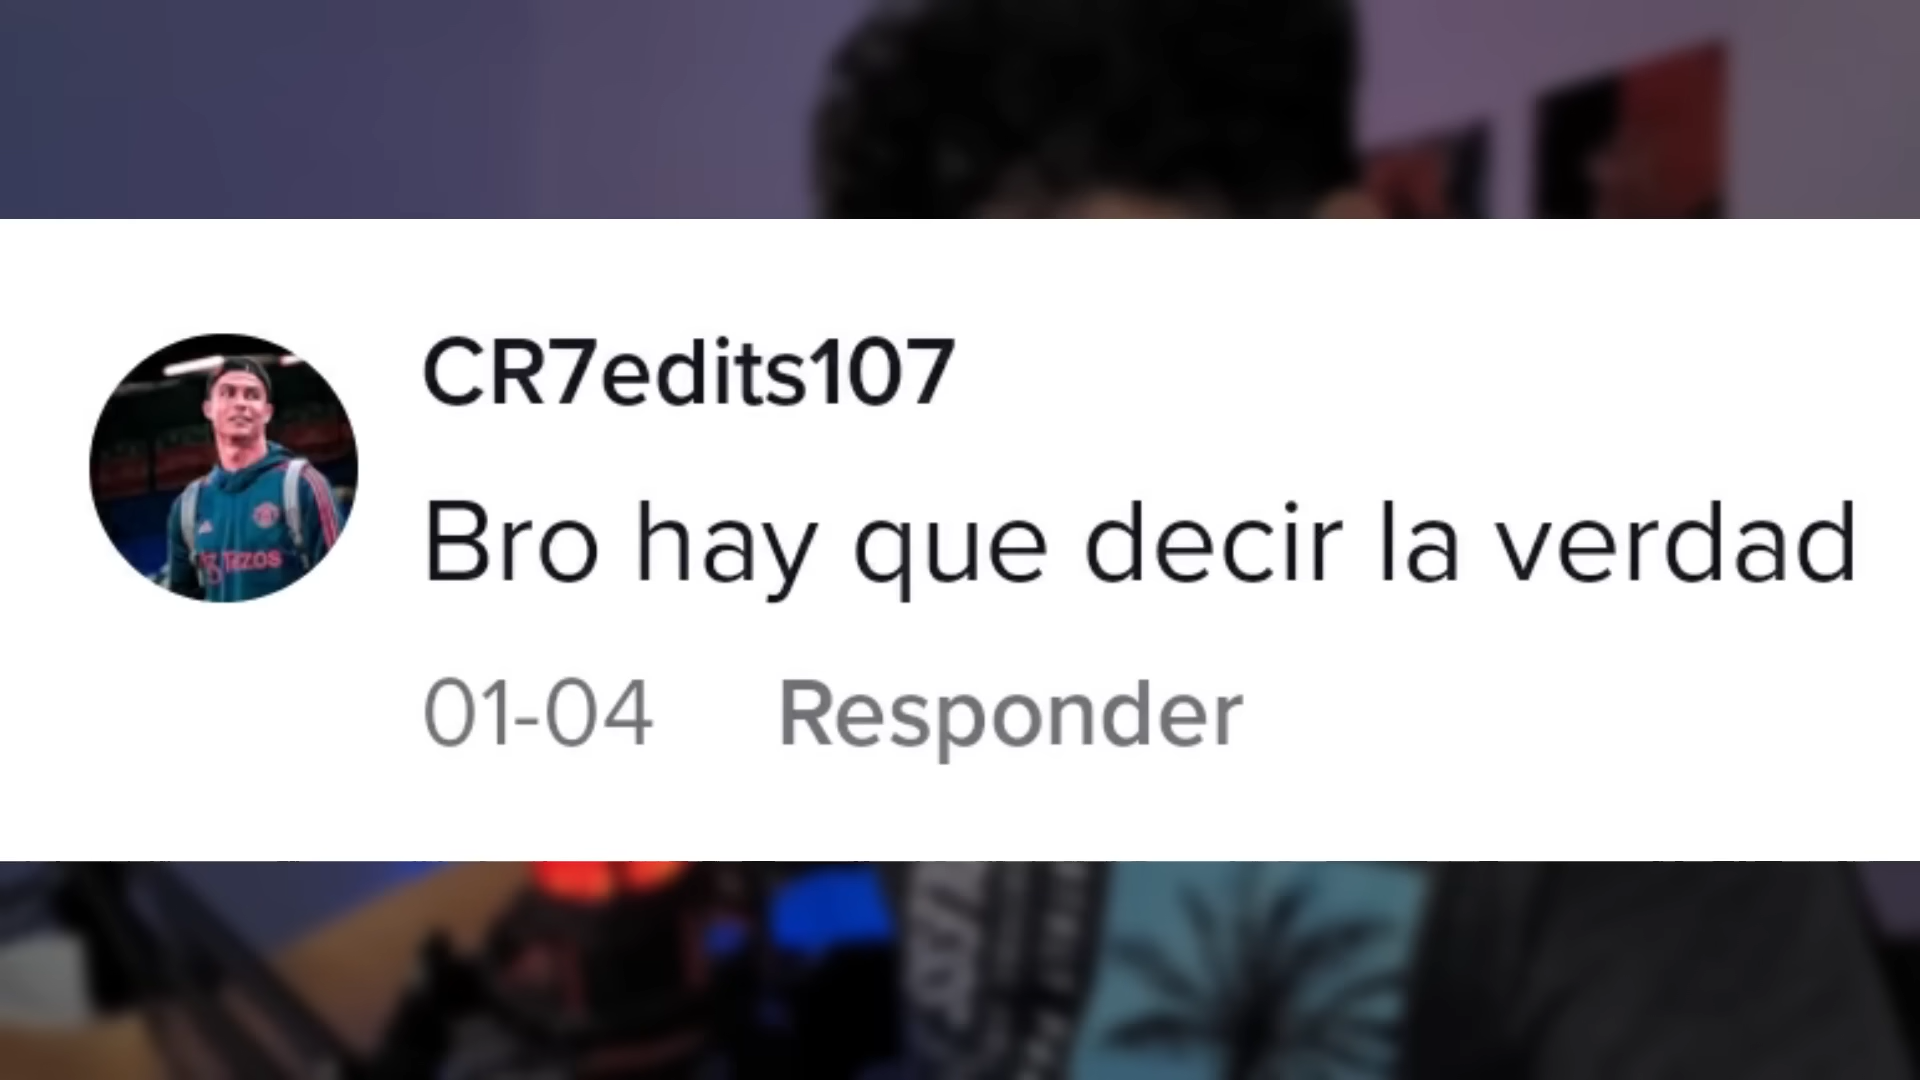 CR7edits107
Bro hay que decir la verdad
01-04 Responder